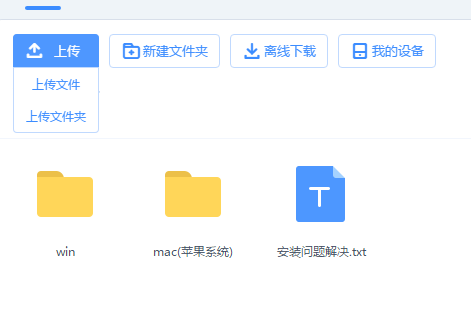 上传
新建文件夹
离线下载
我的设备
上传文件
上传文件夹
T
win
mac(苹果系统)
安装问题解决.txt